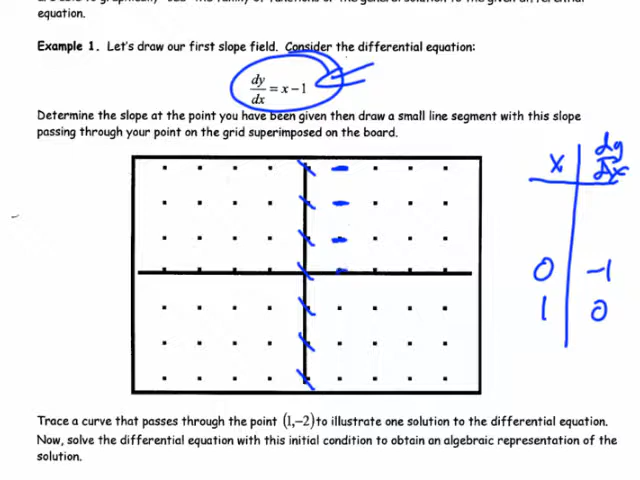 equation.
Example 1. Let's draw our first slope field. Consider the differential equation:
dy/dx = x − 1
Determine the slope at the point you have been given then draw a small line segment with this slope
passing through your point on the grid superimposed on the board.
x dy/dx
0 −1
1 0
Trace a curve that passes through the point (1,−2) to illustrate one solution to the differential equation.
Now, solve the differential equation with this initial condition to obtain an algebraic representation of the
solution.